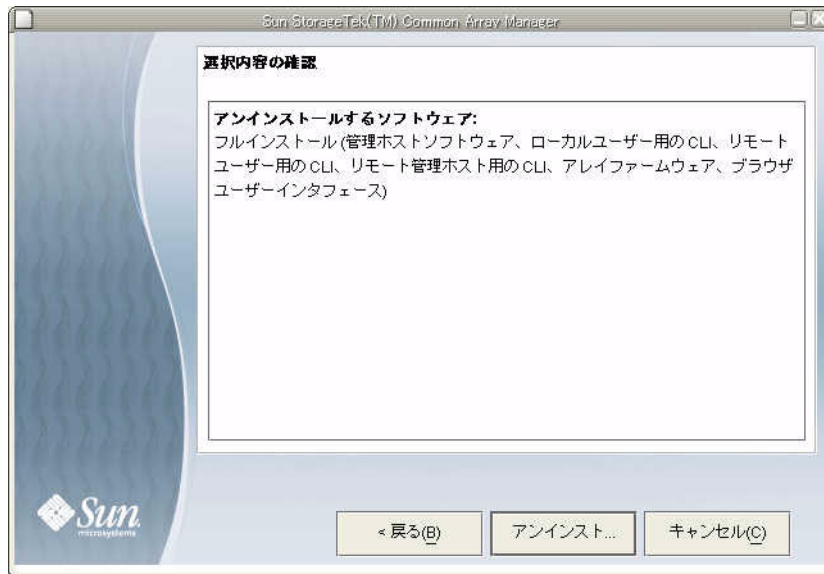 Sun StorageTek(TM) Common Array Manager
選択内容の確認
アンインストールするソフトウェア:
フルインストール (管理ホストソフトウェア、ローカルユーザー用の CLI、リモート
ユーザー用の CLI、リモート管理ホスト用の CLI、アレイファームウェア、ブラウザ
ユーザーインタフェース)
Sun
microsystems
< 戻る(B)
アンインスト...
キャンセル(C)